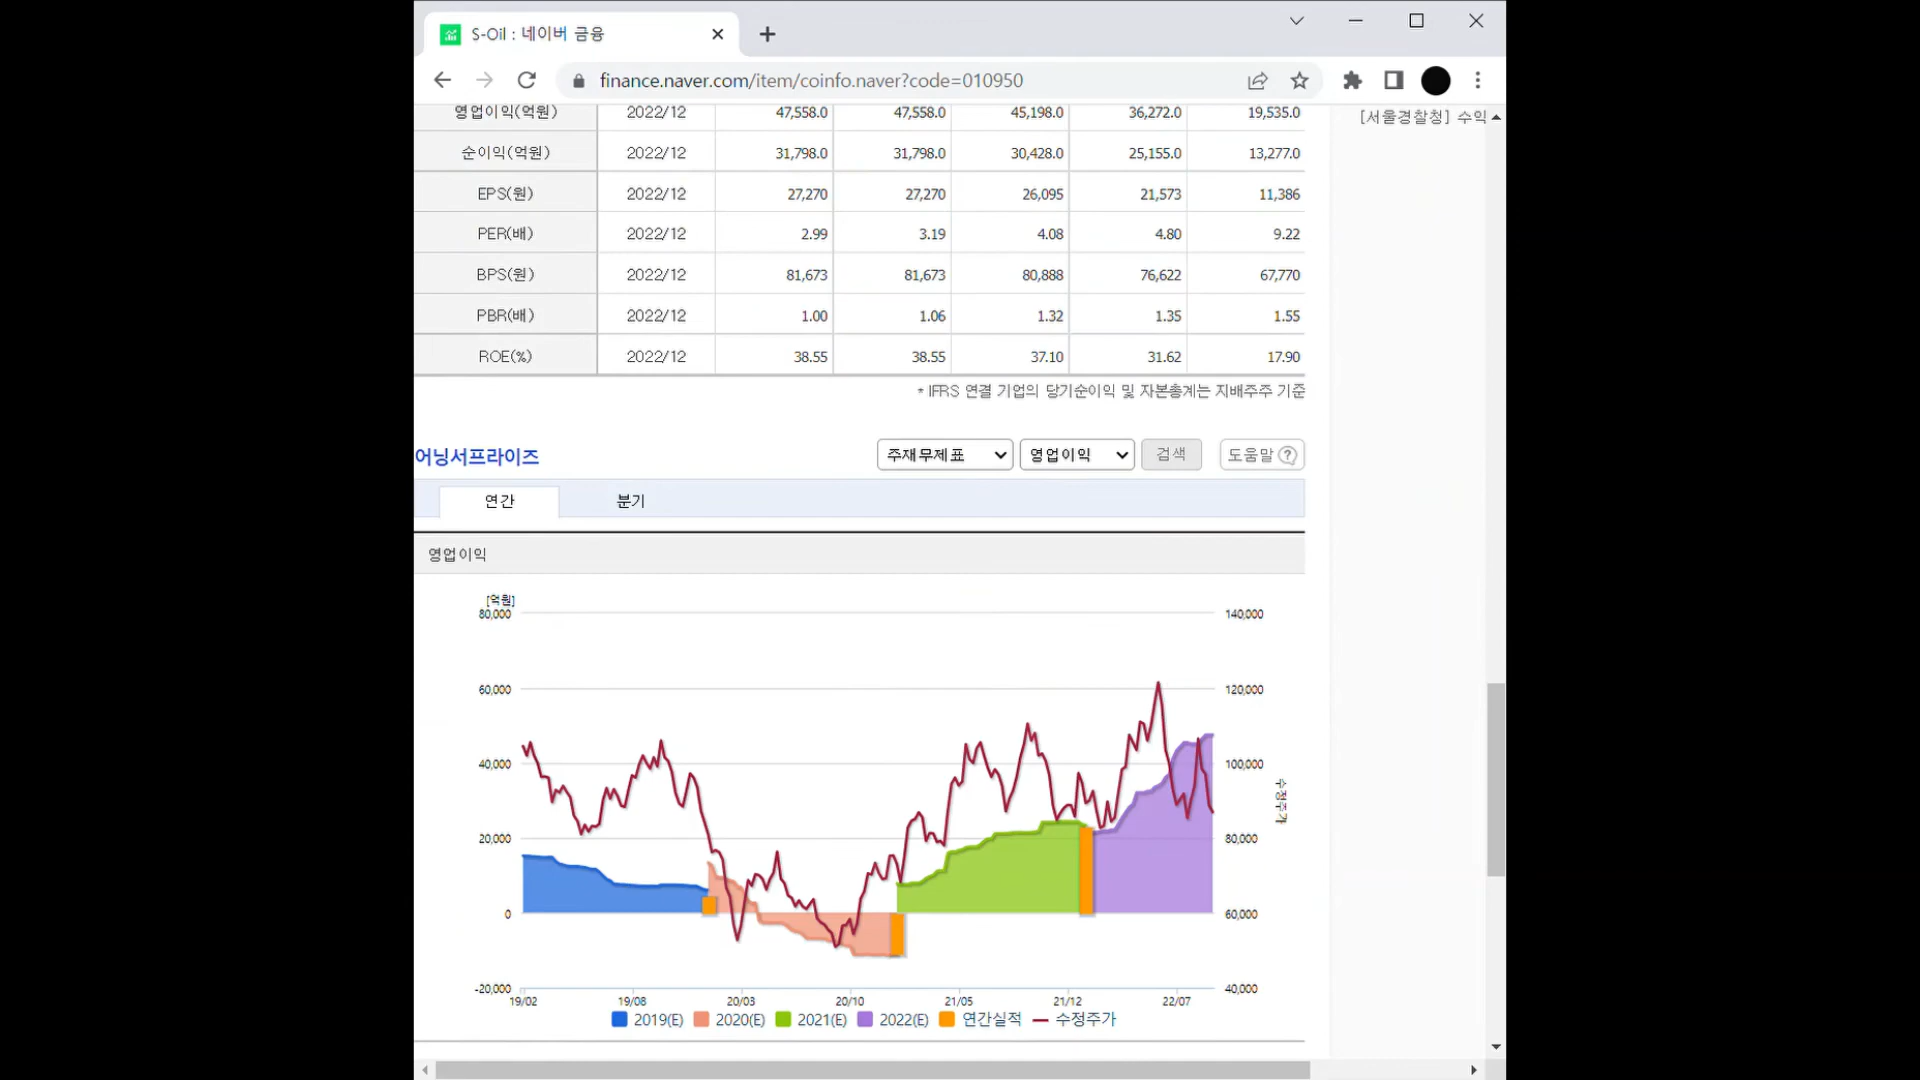 S-Oil : 네이버 금융
finance.naver.com/item/coinfo.naver?code=010950
[서울경찰청] 수익
영업이익(억원) 2022/12 47,558.0 47,558.0 45,198.0 36,272.0 19,535.0
순이익(억원) 2022/12 31,798.0 31,798.0 30,428.0 25,155.0 13,277.0
EPS(원) 2022/12 27,270 27,270 26,095 21,573 11,386
PER(배) 2022/12 2.99 3.19 4.08 4.80 9.22
BPS(원) 2022/12 81,673 81,673 80,888 76,622 67,770
PBR(배) 2022/12 1.00 1.06 1.32 1.35 1.55
ROE(%) 2022/12 38.55 38.55 37.10 31.62 17.90
* IFRS 연결 기업의 당기순이익 및 자본총계는 지배주주 기준
어닝서프라이즈 주재무제표 영업이익 검색 도움말 ?
연간 분기
영업이익
[억원]
80,000 140,000
60,000 120,000
40,000 100,000
수정주가
20,000 80,000
0 60,000
-20,000 40,000
19/02 19/08 20/03 20/10 21/05 21/12 22/07
2019(E) 2020(E) 2021(E) 2022(E) 연간실적 수정주가